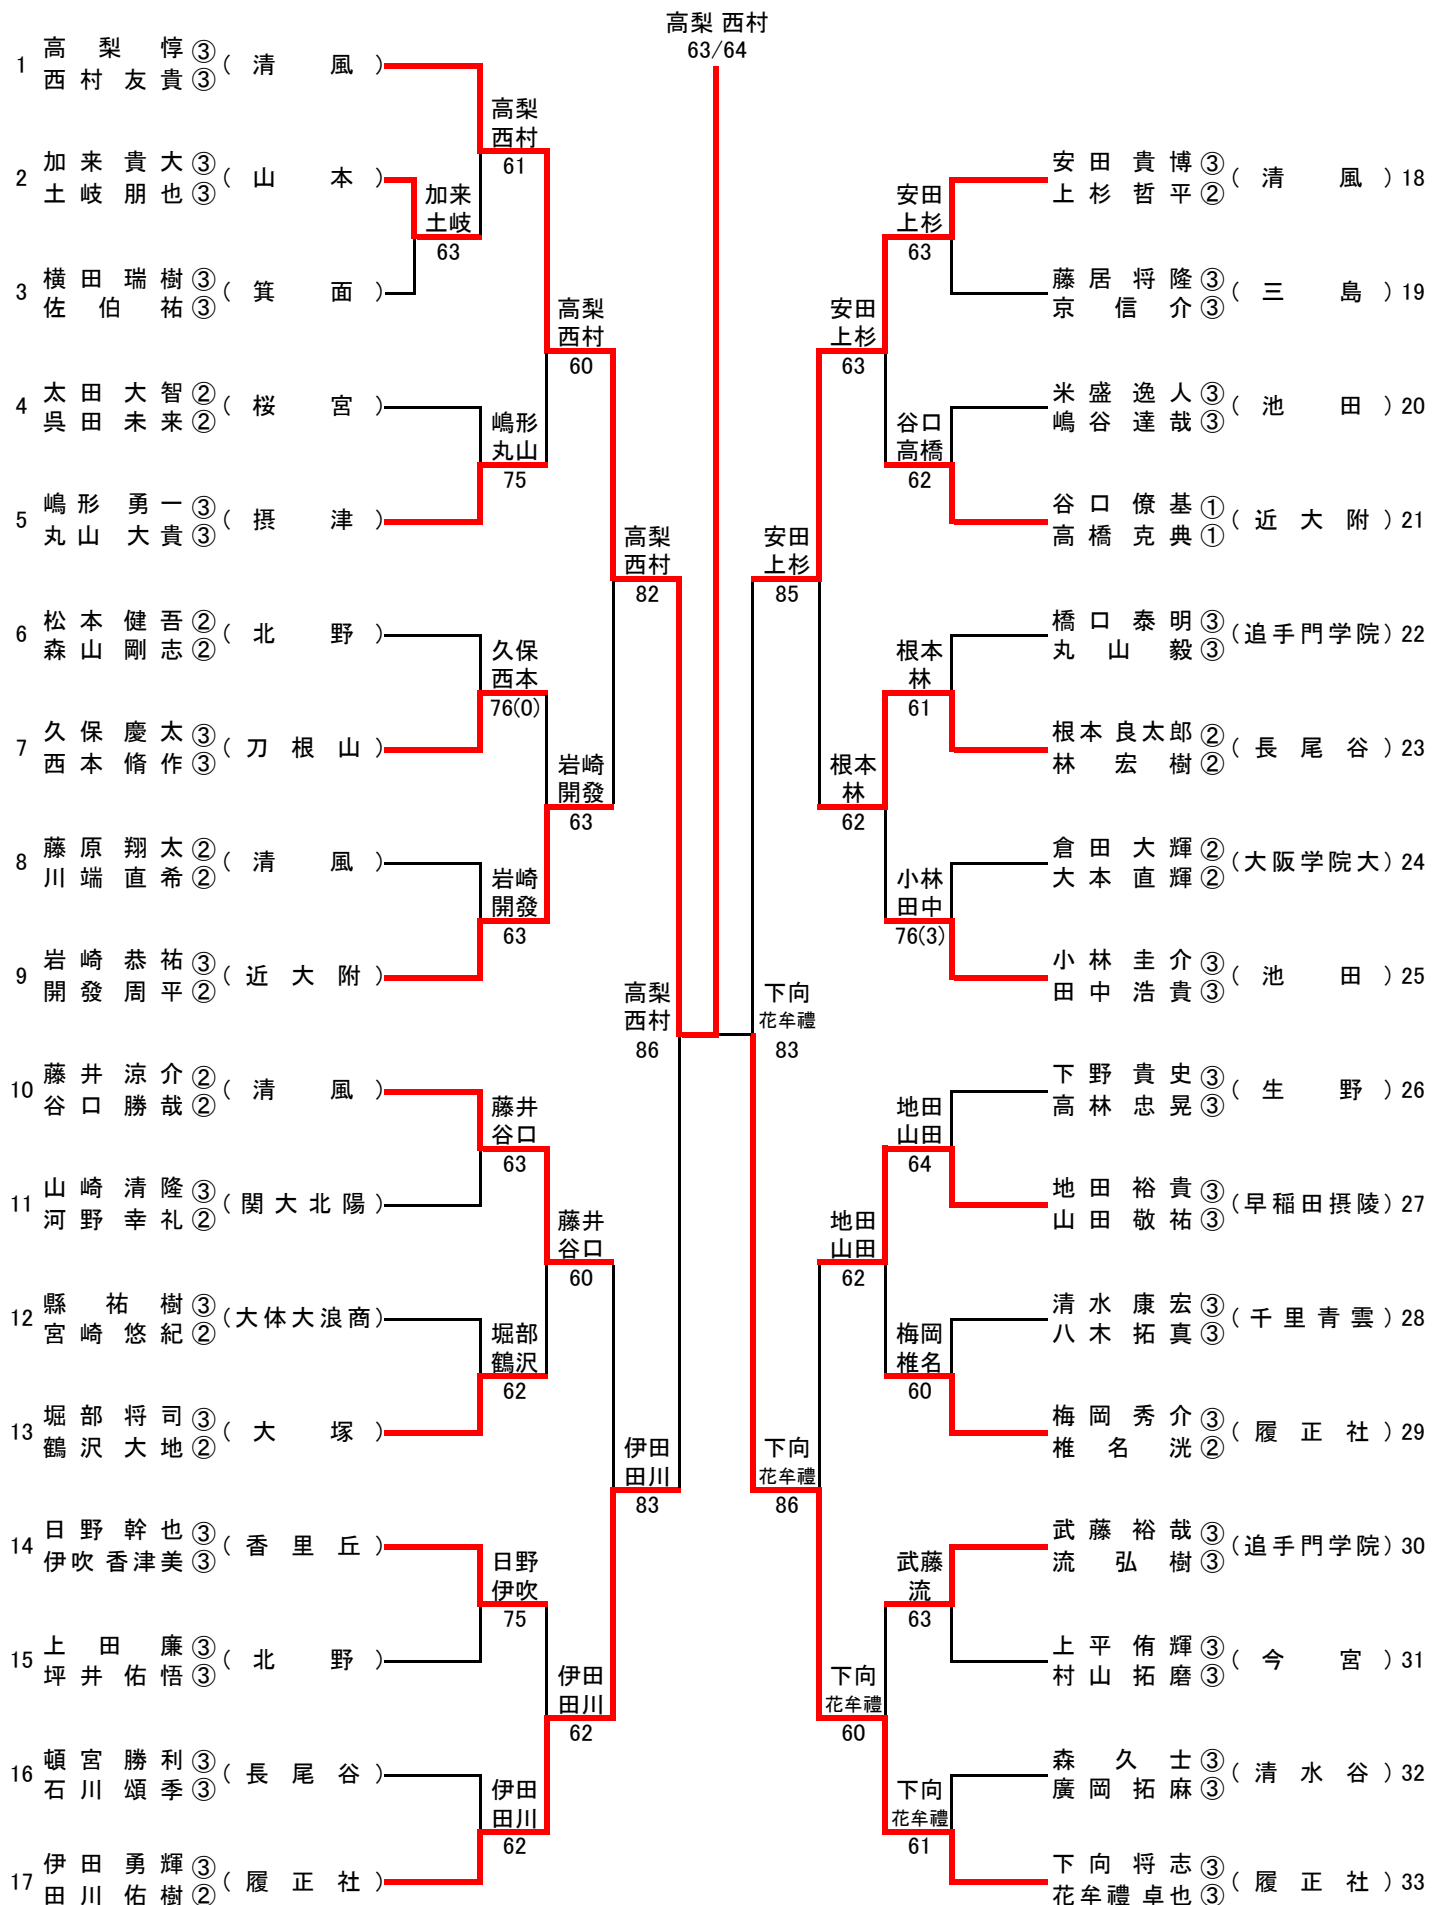 高梨 西村
63/64
1 高梨惇③(清風)
西村友貴③
2 加来貴大③(山本)
土岐朋也③
3 横田瑞樹③(箕面)
佐伯祐③
4 太田大智②(桜宮)
呉田未来②
5 嶋形勇一③(摂津)
丸山大貴③
6 松本健吾②(北野)
森山剛志②
7 久保慶太③(刀根山)
西本脩作③
8 藤原翔太②(清風)
川端直希②
9 岩崎恭祐③(近大附)
開發周平②
10 藤井涼介②(清風)
谷口勝哉②
11 山崎清隆③(関大北陽)
河野幸礼②
12 縣祐樹③(大体大浪商)
宮崎悠紀②
13 堀部将司③(大塚)
鶴沢大地②
14 日野幹也③(香里丘)
伊吹香津美③
15 上田廉③(北野)
坪井佑悟③
16 頓宮勝利③(長尾谷)
石川頌季③
17 伊田勇輝③(履正社)
田川佑樹②
加来
土岐
63
高梨
西村
61
嶋形
丸山
75
久保
西本
76(0)
岩崎
開發
63
藤井
谷口
63
堀部
鶴沢
62
日野
伊吹
75
伊田
田川
62
高梨
西村
60
岩崎
開發
63
藤井
谷口
60
伊田
田川
62
高梨
西村
82
伊田
田川
83
高梨
西村
86
下向
花牟禮
83
安田
上杉
85
下向
花牟禮
86
安田
上杉
63
根本
林
62
地田
山田
62
下向
花牟禮
60
安田
上杉
63
谷口
高橋
62
根本
林
61
小林
田中
76(3)
地田
山田
64
梅岡
椎名
60
武藤
流
63
下向
花牟禮
61
安田貴博③(清風)18
上杉哲平②
藤居将隆③(三島)19
京信介③
米盛逸人③(池田)20
嶋谷達哉③
谷口僚基①(近大附)21
高橋克典①
橋口泰明③(追手門学院)22
丸山毅③
根本良太郎②(長尾谷)23
林宏樹②
倉田大輝②(大阪学院大)24
大本直輝②
小林圭介③(池田)25
田中浩貴③
下野貴史③(生野)26
高林忠晃③
地田裕貴③(早稲田摂陵)27
山田敬祐③
清水康宏③(千里青雲)28
八木拓真③
梅岡秀介③(履正社)29
椎名洸②
武藤裕哉③(追手門学院)30
流弘樹③
上平侑輝③(今宮)31
村山拓磨③
森久士③(清水谷)32
廣岡拓麻③
下向将志③(履正社)33
花牟禮卓也③